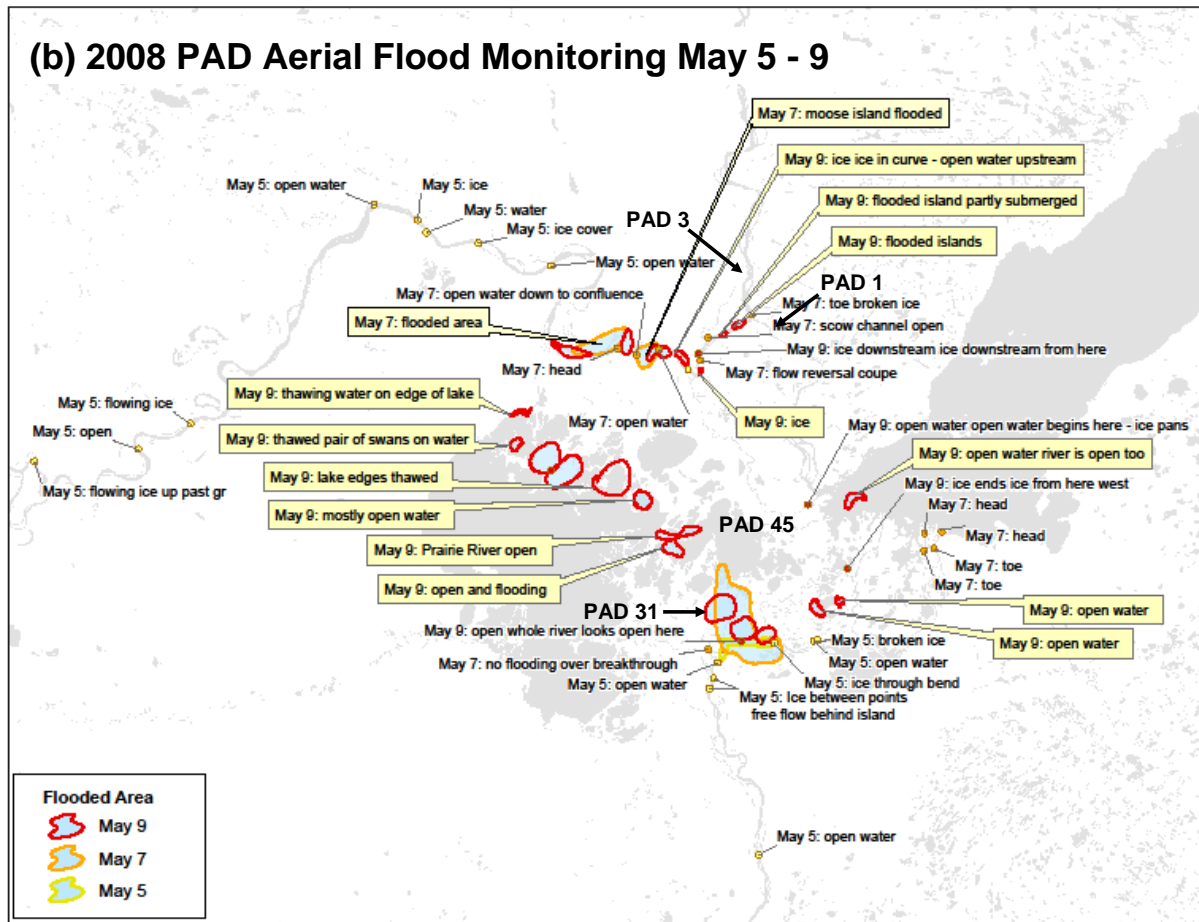 (b) 2008 PAD Aerial Flood Monitoring May 5 - 9
May 7: moose island flooded
May 9: ice ice in curve - open water upstream
May 5: open water
May 5: ice
May 9: flooded island partly submerged
May 5: water
PAD 3
May 5: ice cover
May 9: flooded islands
May 5: open water
May 7: open water down to confluence
PAD 1
May 7: toe broken ice
May 7: flooded area
May 7: scow channel open
May 9: ice downstream ice downstream from here
May 7: head
May 7: flow reversal coupe
May 9: thawing water on edge of lake
May 5: flowing ice
May 7: open water
May 9: ice
May 9: open water open water begins here - ice pans
May 5: open
May 9: thawed pair of swans on water
May 9: open water river is open too
May 5: flowing ice up past gr
May 9: lake edges thawed
May 9: ice ends ice from here west
May 7: head
May 9: mostly open water
PAD 45
May 7: head
May 9: Prairie River open
May 7: toe
May 9: open and flooding
May 7: toe
PAD 31
May 9: open water
May 9: open whole river looks open here
May 5: broken ice
May 9: open water
May 7: no flooding over breakthrough
May 5: open water
May 5: open water
May 5: ice through bend
May 5: Ice between points
free flow behind island
Flooded Area
May 9
May 7
May 5
May 5: open water